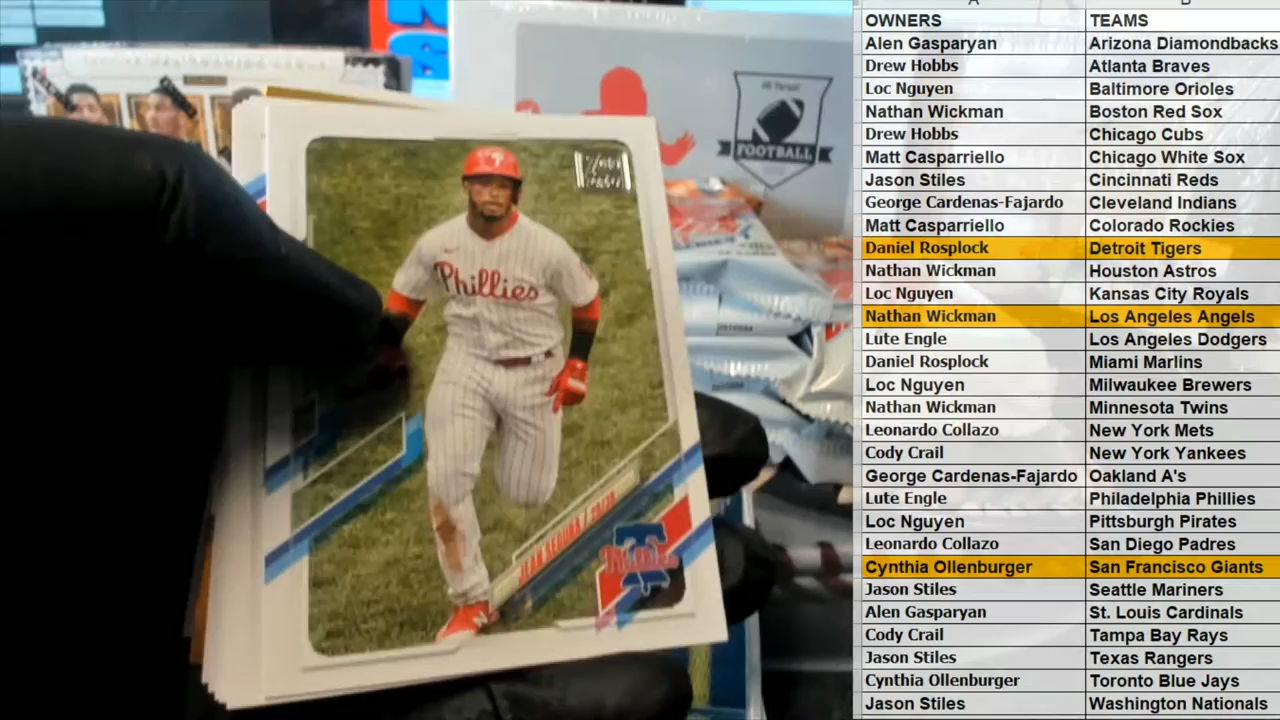 FOOTBALL
Phillies
JEAN SEGURA / 2B
Phillies
OWNERS TEAMS
Alen Gasparyan Arizona Diamondbacks
Drew Hobbs Atlanta Braves
Loc Nguyen Baltimore Orioles
Nathan Wickman Boston Red Sox
Drew Hobbs Chicago Cubs
Matt Casparriello Chicago White Sox
Jason Stiles Cincinnati Reds
George Cardenas-Fajardo Cleveland Indians
Matt Casparriello Colorado Rockies
Daniel Rosplock Detroit Tigers
Nathan Wickman Houston Astros
Loc Nguyen Kansas City Royals
Nathan Wickman Los Angeles Angels
Lute Engle Los Angeles Dodgers
Daniel Rosplock Miami Marlins
Loc Nguyen Milwaukee Brewers
Nathan Wickman Minnesota Twins
Leonardo Collazo New York Mets
Cody Crail New York Yankees
George Cardenas-Fajardo Oakland A's
Lute Engle Philadelphia Phillies
Loc Nguyen Pittsburgh Pirates
Leonardo Collazo San Diego Padres
Cynthia Ollenburger San Francisco Giants
Jason Stiles Seattle Mariners
Alen Gasparyan St. Louis Cardinals
Cody Crail Tampa Bay Rays
Jason Stiles Texas Rangers
Cynthia Ollenburger Toronto Blue Jays
Jason Stiles Washington Nationals